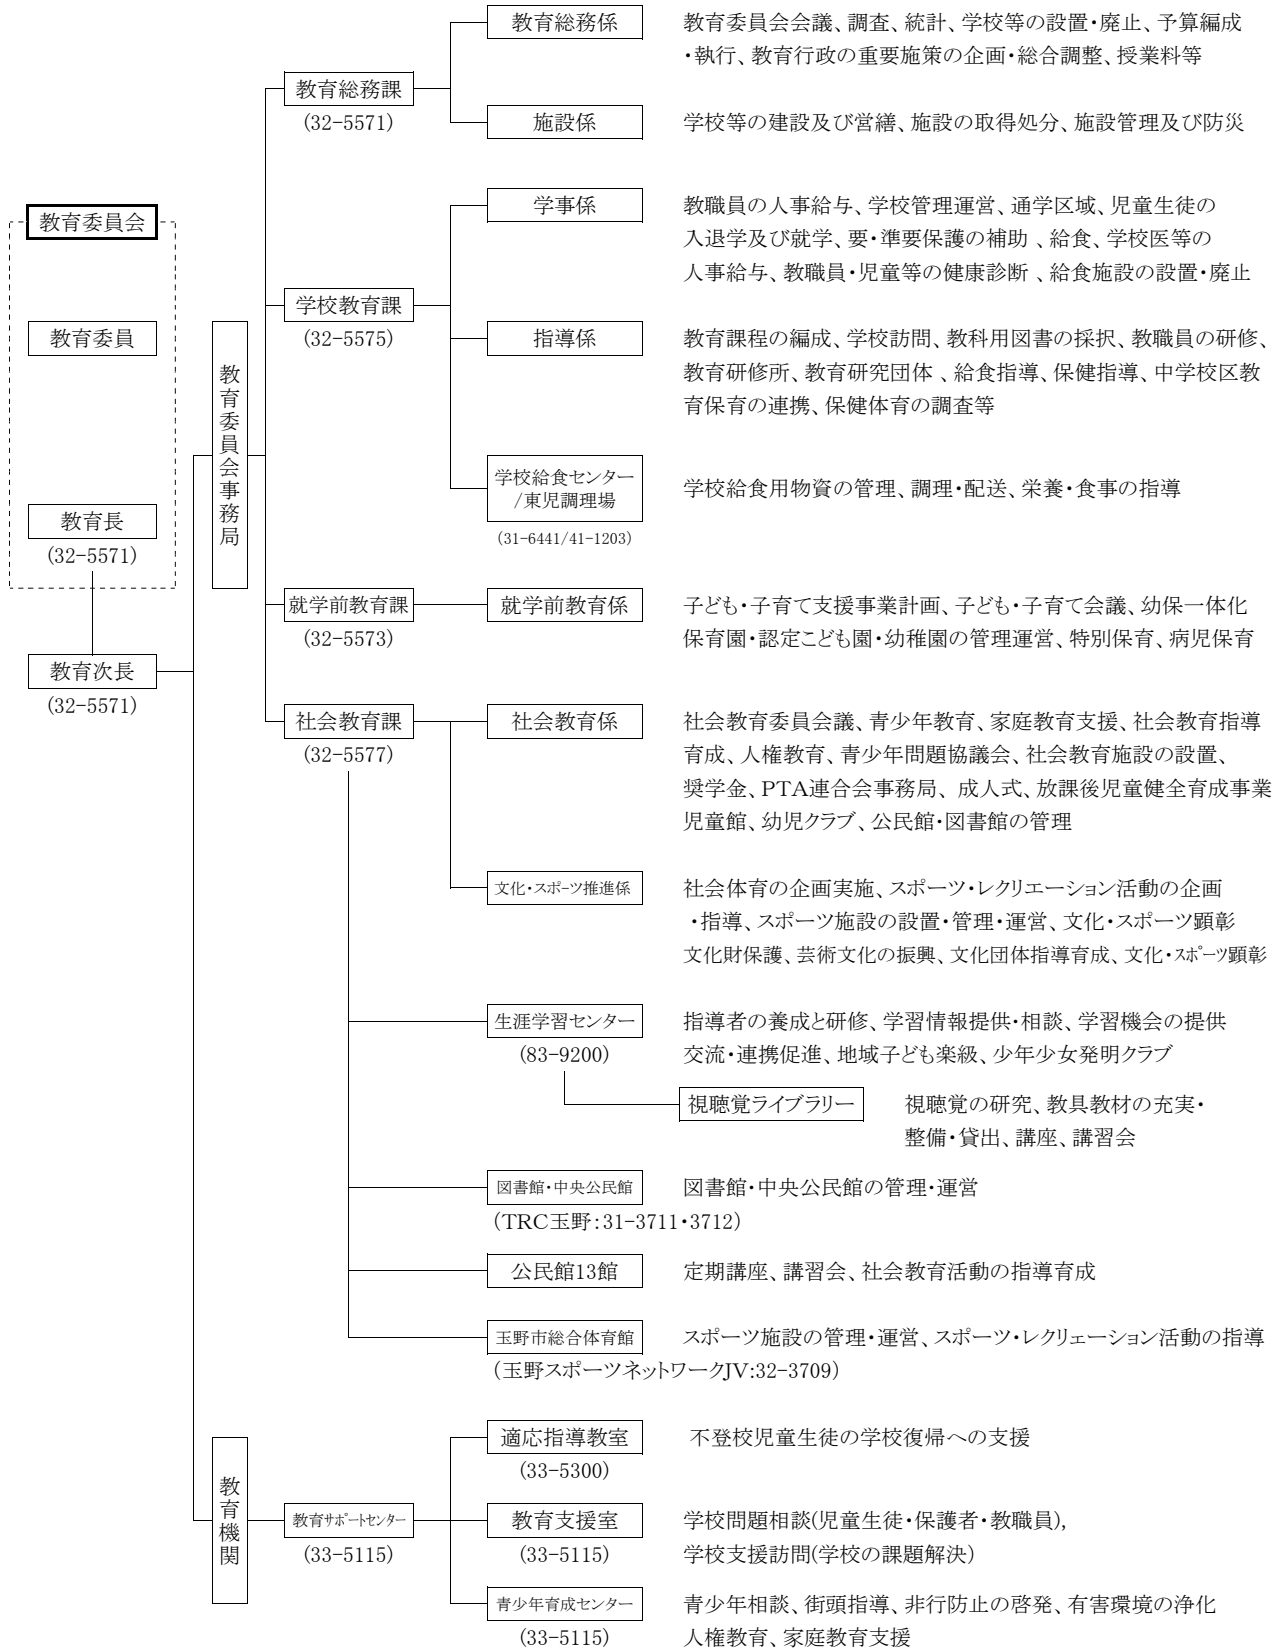 教育委員会
教育委員
教育長
(32-5571)
教育次長
(32-5571)
教育委員会事務局
教育総務課
(32-5571)
教育総務係
教育委員会会議、調査、統計、学校等の設置・廃止、予算編成
・執行、教育行政の重要施策の企画・総合調整、授業料等
施設係
学校等の建設及び営繕、施設の取得処分、施設管理及び防災
学校教育課
(32-5575)
学事係
教職員の人事給与、学校管理運営、通学区域、児童生徒の
入退学及び就学、要・準要保護の補助 、給食、学校医等の
人事給与、教職員・児童等の健康診断 、給食施設の設置・廃止
指導係
教育課程の編成、学校訪問、教科用図書の採択、教職員の研修、
教育研修所、教育研究団体 、給食指導、保健指導、中学校区教
育保育の連携、保健体育の調査等
学校給食センター
/東児調理場
(31-6441/41-1203)
学校給食用物資の管理、調理・配送、栄養・食事の指導
就学前教育課
(32-5573)
就学前教育係
子ども・子育て支援事業計画、子ども・子育て会議、幼保一体化
保育園・認定こども園・幼稚園の管理運営、特別保育、病児保育
社会教育課
(32-5577)
社会教育係
社会教育委員会議、青少年教育、家庭教育支援、社会教育指導
育成、人権教育、青少年問題協議会、社会教育施設の設置、
奨学金、PTA連合会事務局、 成人式、放課後児童健全育成事業
児童館、幼児クラブ、公民館・図書館の管理
文化・スポーツ推進係
社会体育の企画実施、スポーツ・レクリエーション活動の企画
・指導、スポーツ施設の設置・管理・運営、文化・スポーツ顕彰
文化財保護、芸術文化の振興、文化団体指導育成、文化・スポーツ顕彰
生涯学習センター
(83-9200)
指導者の養成と研修、学習情報提供・相談、学習機会の提供
交流・連携促進、地域子ども楽級、少年少女発明クラブ
視聴覚ライブラリー
視聴覚の研究、教具教材の充実・
整備・貸出、講座、講習会
図書館・中央公民館
(TRC玉野:31-3711・3712)
図書館・中央公民館の管理・運営
公民館13館
定期講座、講習会、社会教育活動の指導育成
玉野市総合体育館
(玉野スポーツネットワークJV:32-3709)
スポーツ施設の管理・運営、スポーツ・レクリェーション活動の指導
教育機関
教育サポートセンター
(33-5115)
適応指導教室
(33-5300)
不登校児童生徒の学校復帰への支援
教育支援室
(33-5115)
学校問題相談(児童生徒・保護者・教職員),
学校支援訪問(学校の課題解決)
青少年育成センター
(33-5115)
青少年相談、街頭指導、非行防止の啓発、有害環境の浄化
人権教育、家庭教育支援